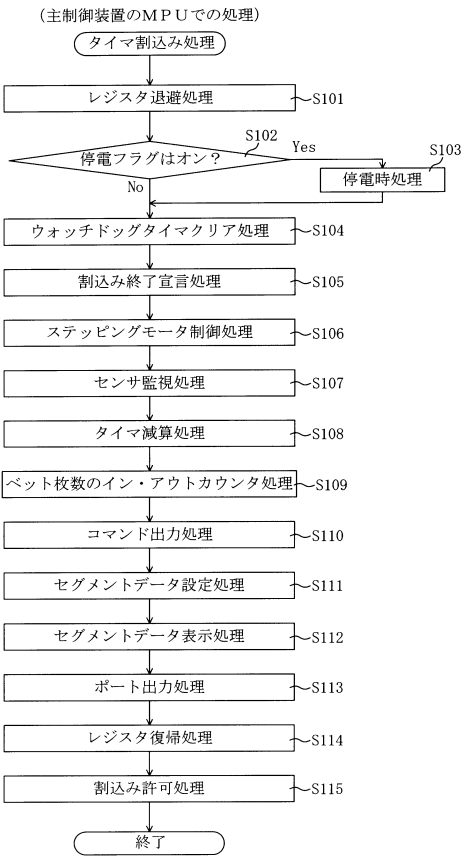 (主制御装置のMPUでの処理)
タイマ割込み処理
レジスタ退避処理 S101
停電フラグはオン? S102
Yes
停電時処理 S103
No
ウォッチドッグタイマクリア処理 S104
割込み終了宣言処理 S105
ステッピングモータ制御処理 S106
センサ監視処理 S107
タイマ減算処理 S108
ベット枚数のイン・アウトカウンタ処理 S109
コマンド出力処理 S110
セグメントデータ設定処理 S111
セグメントデータ表示処理 S112
ポート出力処理 S113
レジスタ復帰処理 S114
割込み許可処理 S115
終了